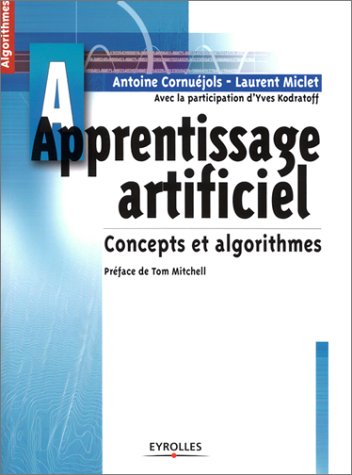 Algorithmes
Antoine Cornuéjols - Laurent Miclet
Avec la participation d'Yves Kodratoff
A
Apprentissage
artificiel
Concepts et algorithmes
Préface de Tom Mitchell
EYROLLES